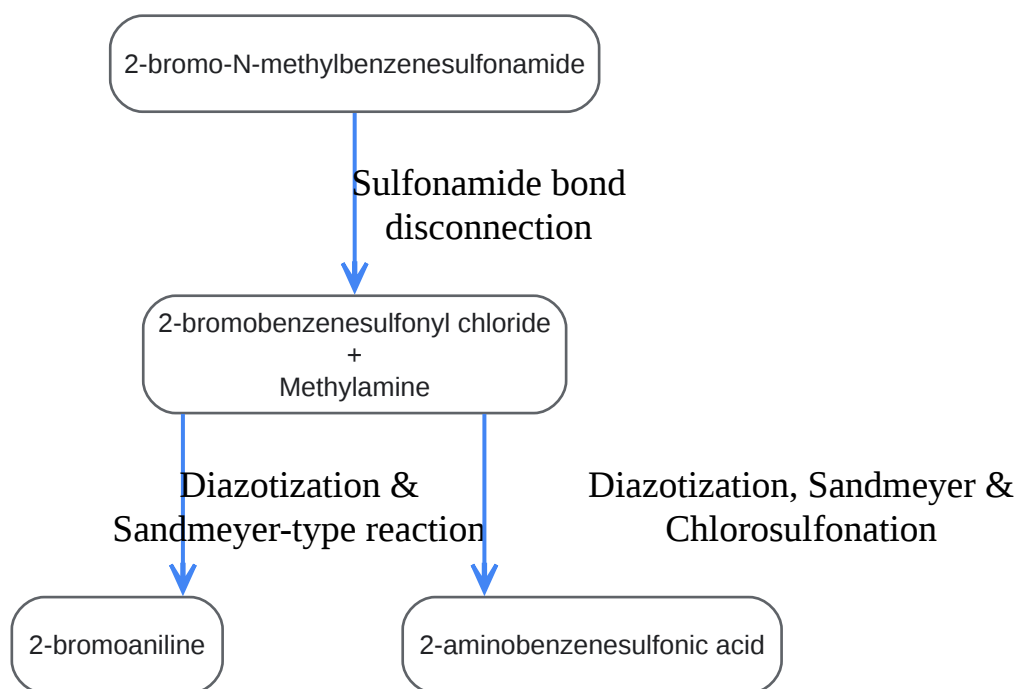 2-bromo-N-methylbenzenesulfonamide
Sulfonamide bond
disconnection
2-bromobenzenesulfonyl chloride
+
Methylamine
Diazotization &
Sandmeyer-type reaction
Diazotization, Sandmeyer &
Chlorosulfonation
2-bromoaniline
2-aminobenzenesulfonic acid